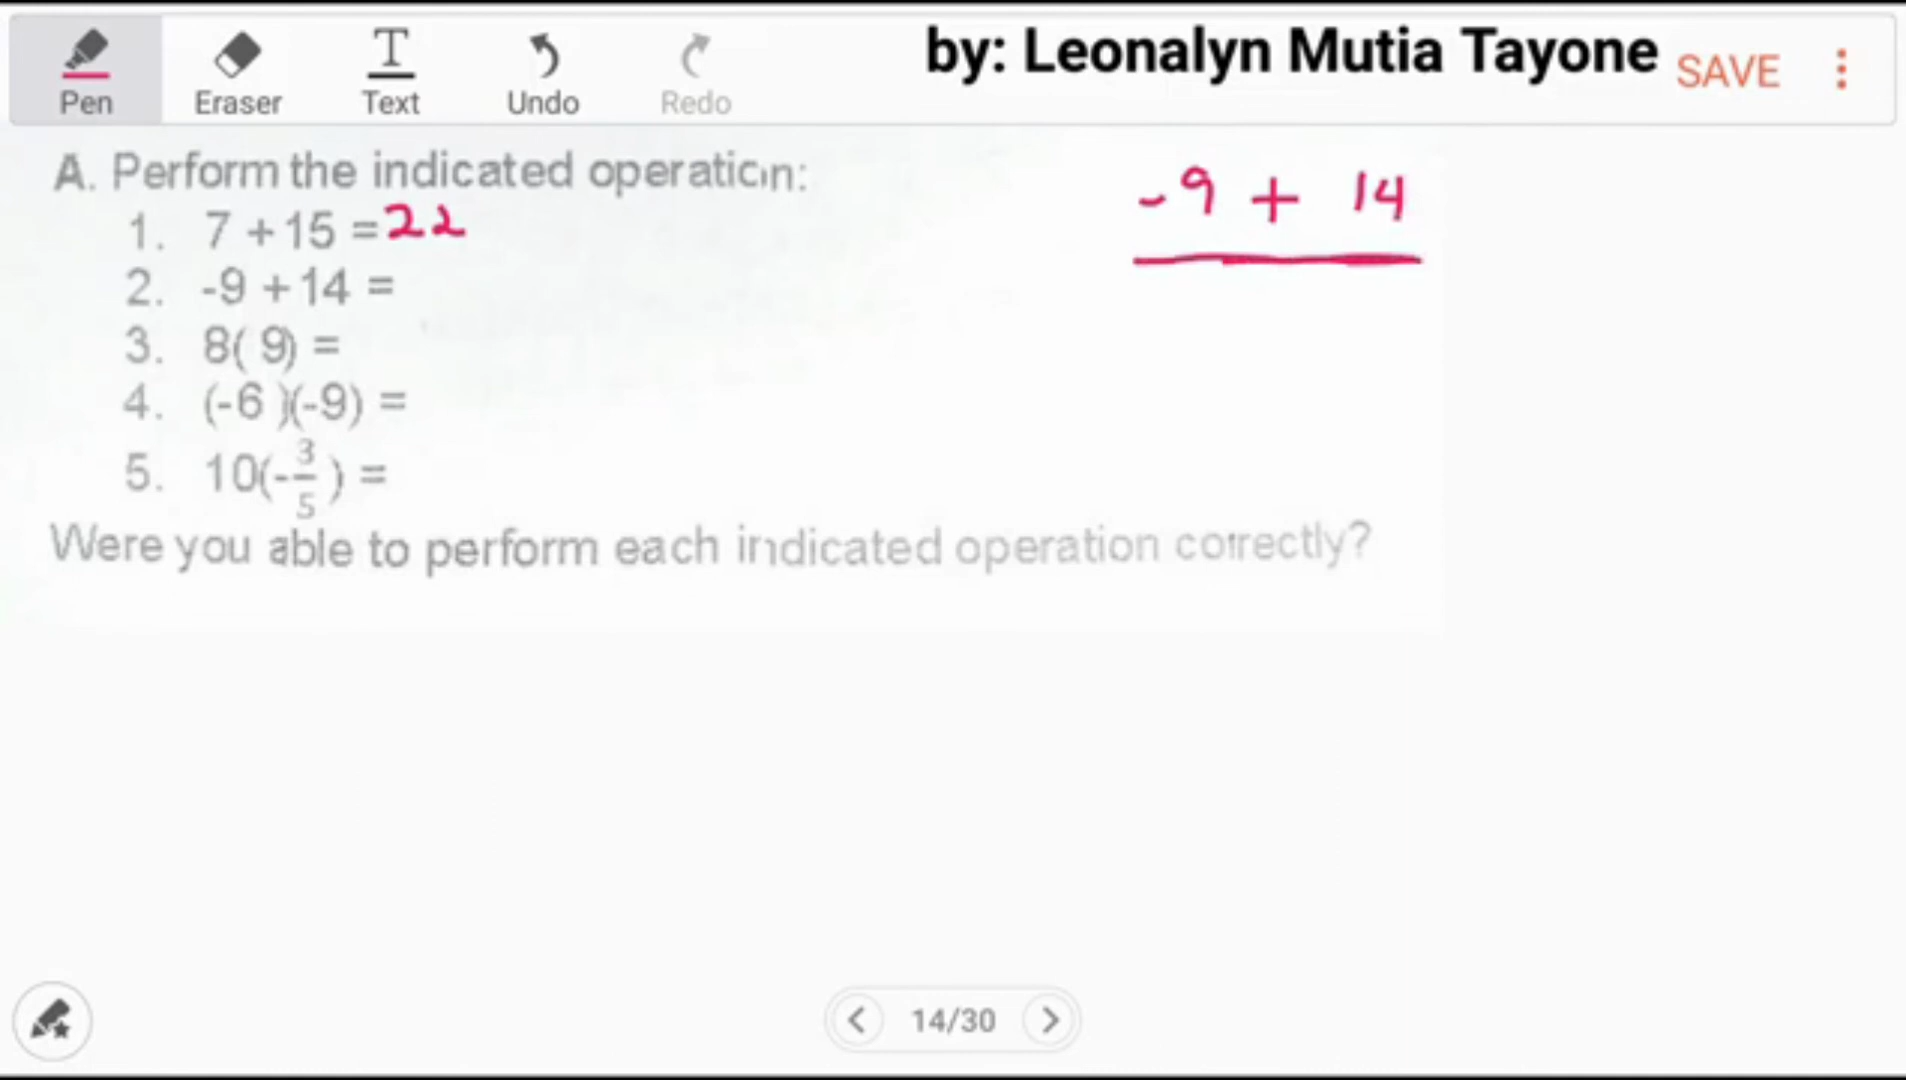 Pen Eraser Text Undo Redo by: Leonalyn Mutia Tayone SAVE
A. Perform the indicated operation:
1. 7 + 15 = 22
2. -9 + 14 =
3. 8( 9) =
4. (-6 )(-9) =
5. 10(-3/5) =
Were you able to perform each indicated operation correctly?
-9 + 14
14/30